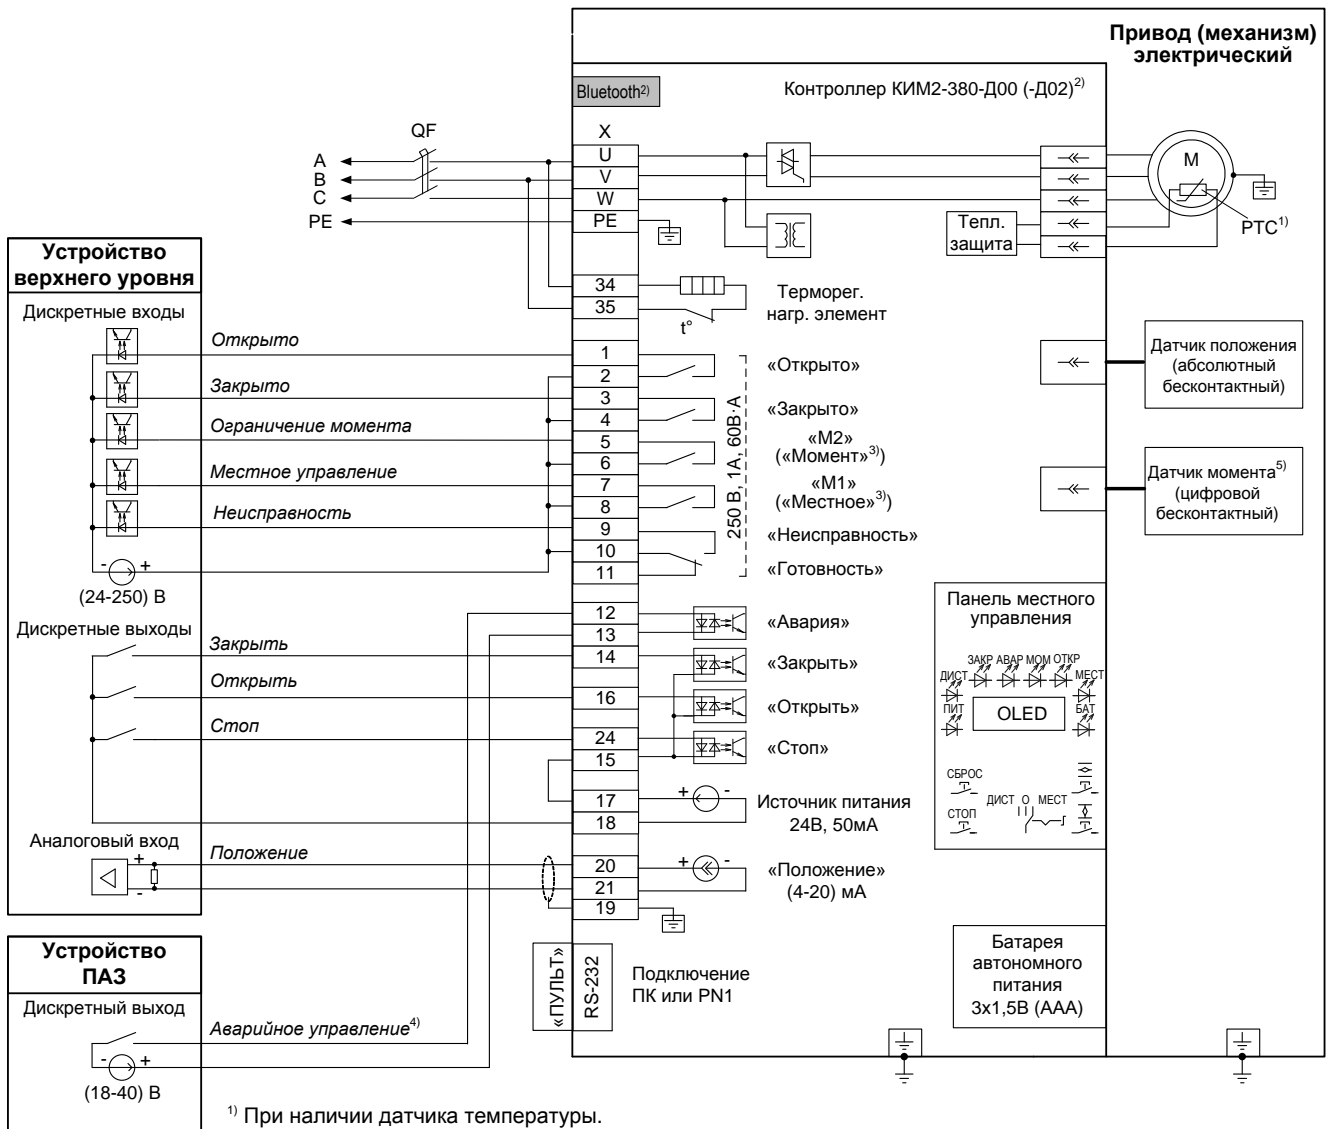 Привод (механизм)
электрический
Bluetooth2)
Контроллер КИМ2-380-Д00 (-Д02)2)
QF
X
A
B
C
PE
U
V
W
PE
M
PTC1)
Тепл.
защита
Устройство
верхнего уровня
Дискретные входы
34
35
t°
Терморег.
нагр. элемент
Открыто
Закрыто
Ограничение момента
Местное управление
Неисправность
- +
(24-250) В
1
2
3
4
5
6
7
8
9
10
11
250 В, 1А, 60В·А
«Открыто»
«Закрыто»
«М2»
(«Момент»3))
«М1»
(«Местное»3))
«Неисправность»
«Готовность»
Датчик положения
(абсолютный
бесконтактный)
Датчик момента5)
(цифровой
бесконтактный)
Дискретные выходы
Закрыть
Открыть
Стоп
12
13
14
16
24
15
17
18
«Авария»
«Закрыть»
«Открыть»
«Стоп»
+ -
Источник питания
24В, 50мА
Панель местного
управления
ЗАКР АВАР МОМ ОТКР
ДИСТ МЕСТ
ПИТ OLED БАТ
СБРОС
СТОП
ДИСТ О МЕСТ
Аналоговый вход
+
-
Положение
20
21
19
+ -
«Положение»
(4-20) мА
Устройство
ПАЗ
Дискретный выход
Аварийное управление4)
- +
(18-40) В
«ПУЛЬТ»
RS-232
Подключение
ПК или PN1
Батарея
автономного
питания
3х1,5В (ААА)
1) При наличии датчика температуры.